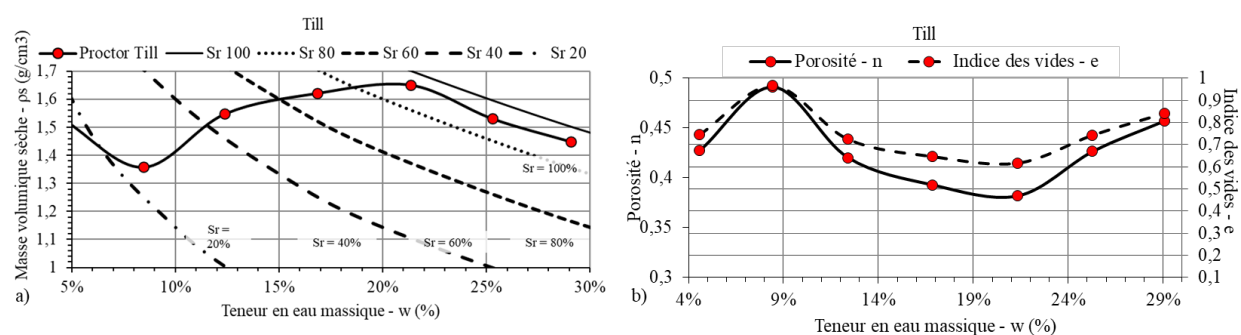 a)
Till
Proctor Till Sr 100 Sr 80 Sr 60 Sr 40 Sr 20
Masse volumique sèche - ρs (g/cm3)
1,7
1,6
1,5
1,4
1,3
1,2
1,1
1
Sr = 100%
Sr =
20%
Sr = 40%
Sr = 60%
Sr = 80%
5% 10% 15% 20% 25% 30%
Teneur en eau massique - w (%)
b)
Till
Porosité - n Indice des vides - e
Porosité - n
0,5
0,45
0,4
0,35
0,3
1
0,9
0,8
0,7
0,6
0,5
0,4
0,3
0,2
0,1
Indice des vides - e
4% 9% 14% 19% 24% 29%
Teneur en eau massique - w (%)